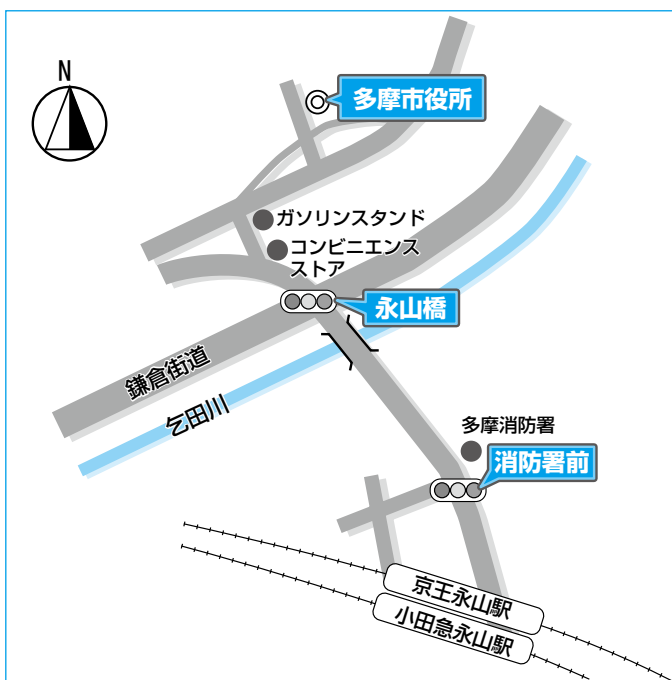 N
多摩市役所
ガソリンスタンド
コンビニエンス
ストア
永山橋
鎌倉街道
乞田川
多摩消防署
消防署前
京王永山駅
小田急永山駅